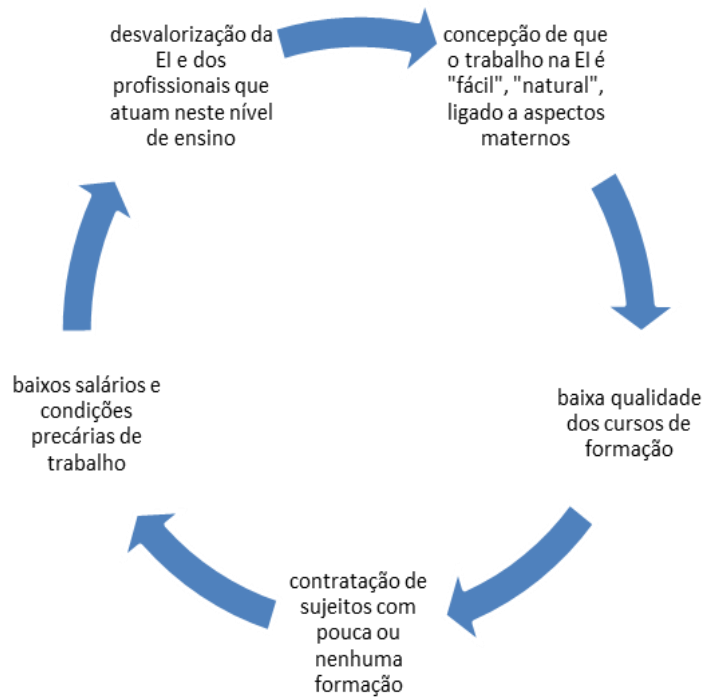 desvalorização da
EI e dos
profissionais que
atuam neste nível
de ensino
concepção de que
o trabalho na EI é
"fácil", "natural",
ligado a aspectos
maternos
baixa qualidade
dos cursos de
formação
contratação de
sujeitos com
pouca ou
nenhuma
formação
baixos salários e
condições
precárias de
trabalho